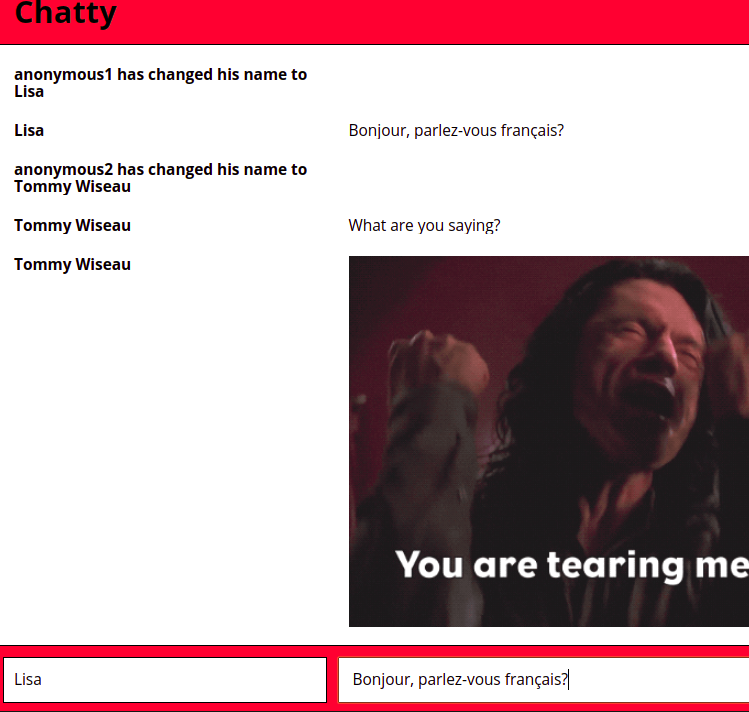 Chatty
anonymous1 has changed his name to
Lisa
Lisa Bonjour, parlez-vous français?
anonymous2 has changed his name to
Tommy Wiseau
Tommy Wiseau What are you saying?
Tommy Wiseau
You are tearing me
Lisa Bonjour, parlez-vous français?